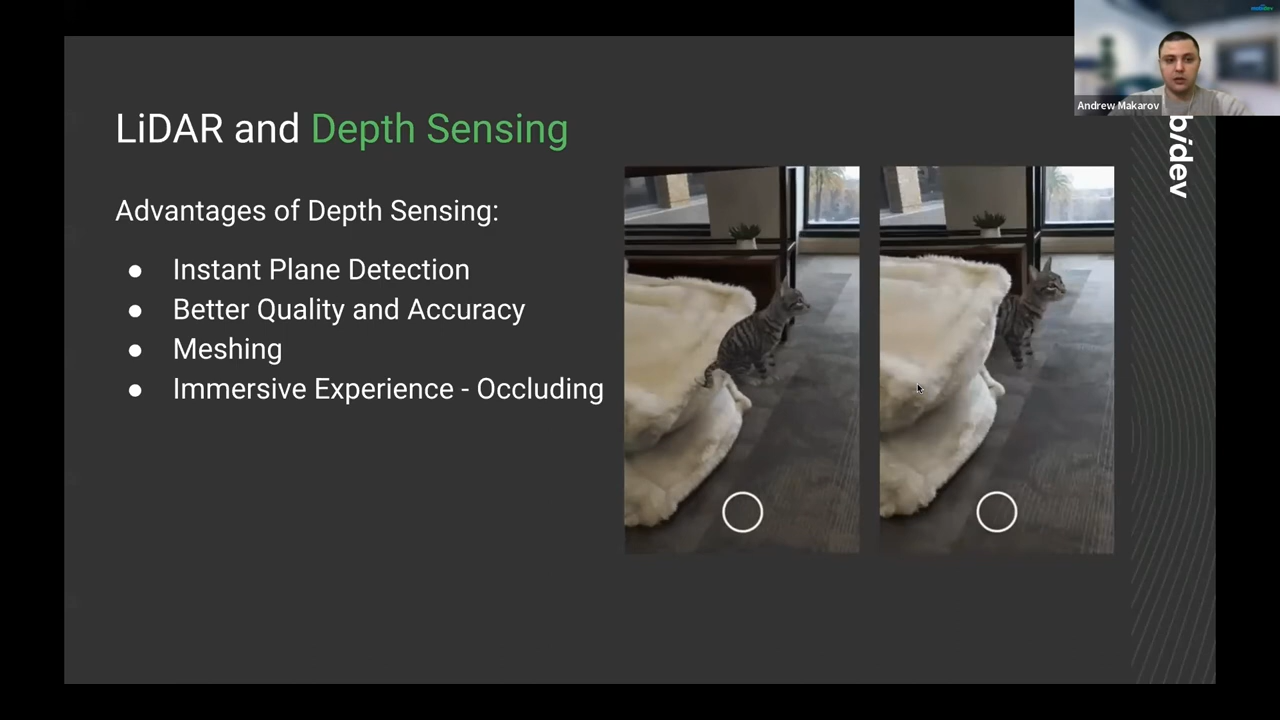 LiDAR and Depth Sensing
Andrew Makarov
b/dev
Advantages of Depth Sensing:
● Instant Plane Detection
● Better Quality and Accuracy
● Meshing
● Immersive Experience - Occluding